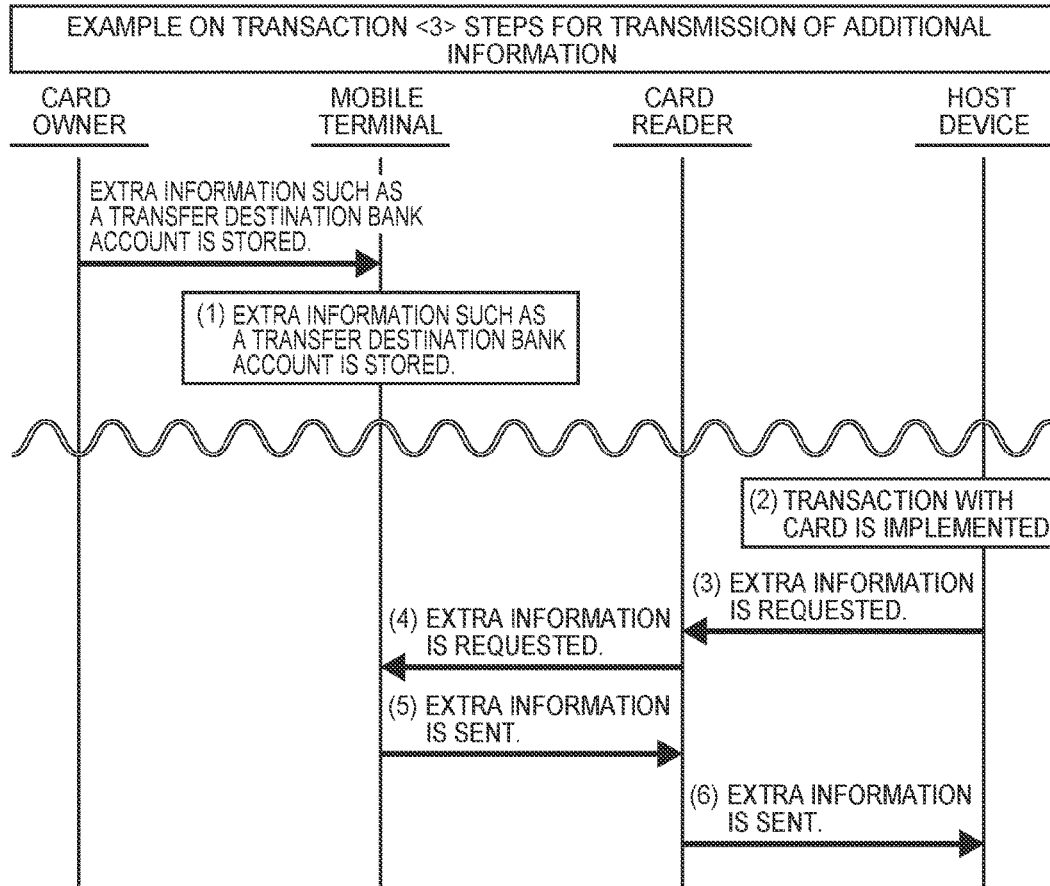 EXAMPLE ON TRANSACTION <3> STEPS FOR TRANSMISSION OF ADDITIONAL
INFORMATION
CARD
OWNER
MOBILE
TERMINAL
CARD
READER
HOST
DEVICE
EXTRA INFORMATION SUCH AS
A TRANSFER DESTINATION BANK
ACCOUNT IS STORED.
(1) EXTRA INFORMATION SUCH AS
A TRANSFER DESTINATION BANK
ACCOUNT IS STORED.
(2) TRANSACTION WITH
CARD IS IMPLEMENTED
(3) EXTRA INFORMATION
IS REQUESTED.
(4) EXTRA INFORMATION
IS REQUESTED.
(5) EXTRA INFORMATION
IS SENT.
(6) EXTRA INFORMATION
IS SENT.